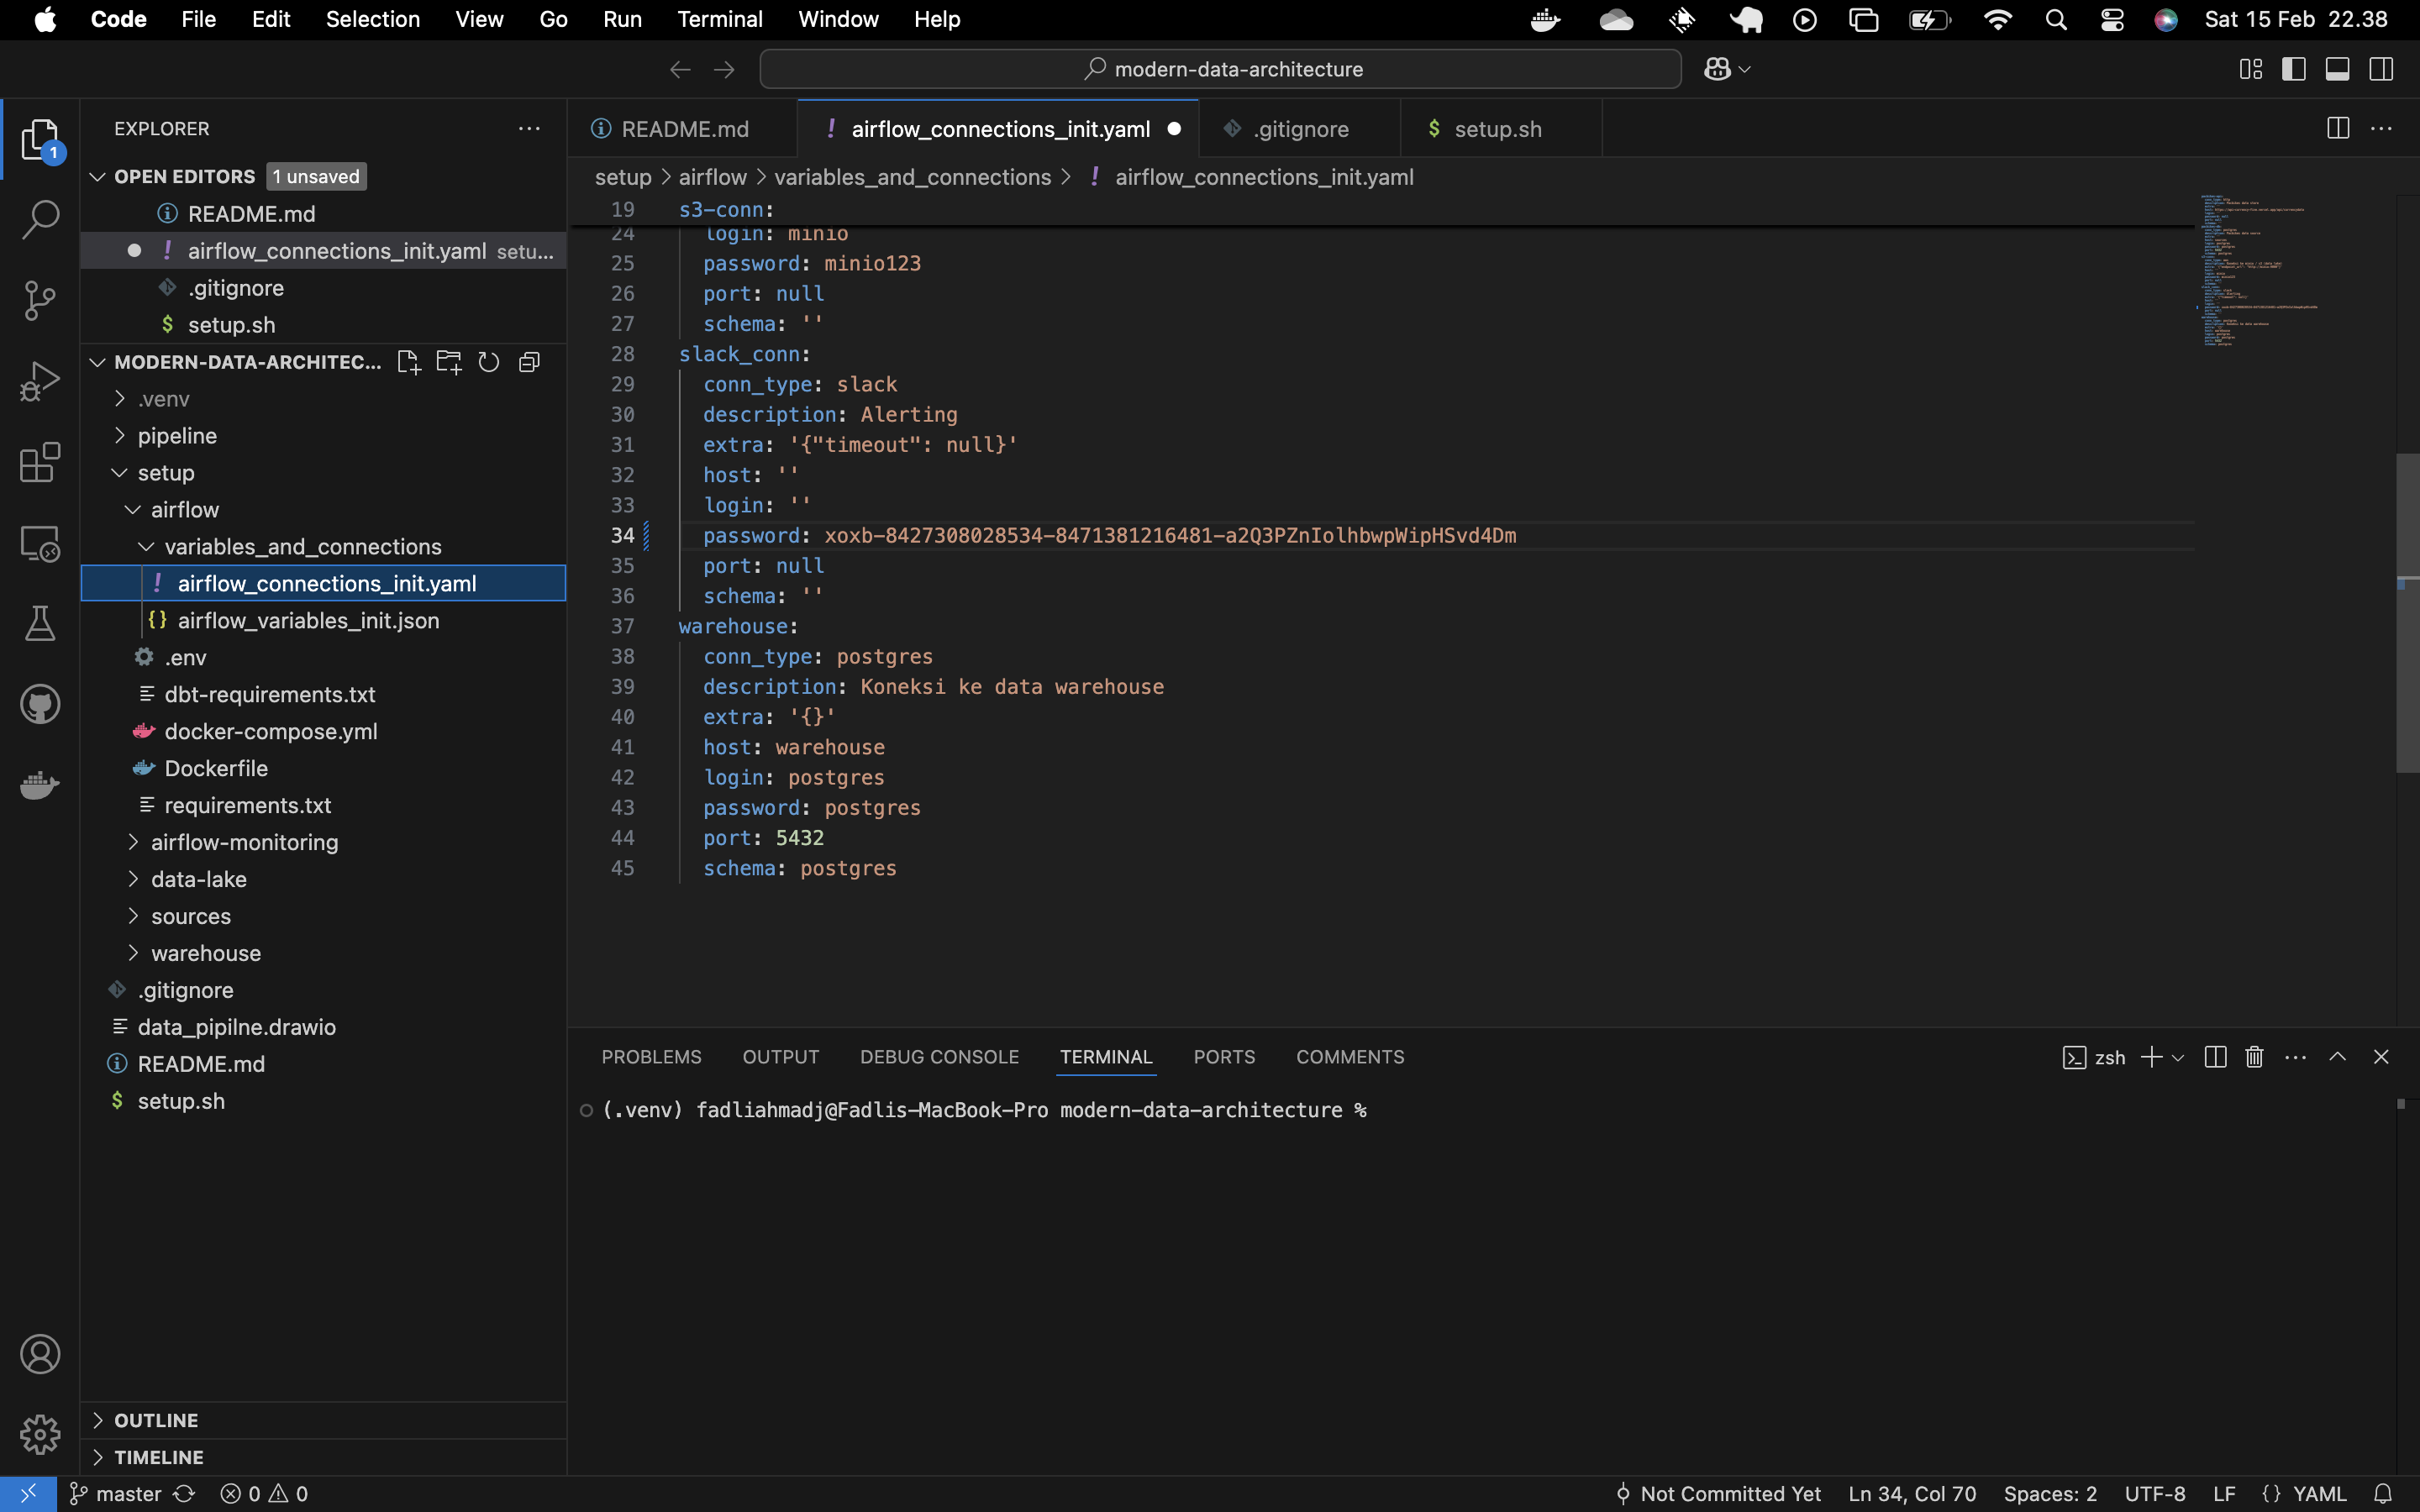 Code File Edit Selection View Go Run Terminal Window Help Sat 15 Feb 22.38
modern-data-architecture
EXPLORER
1
OPEN EDITORS 1 unsaved
README.md
airflow_connections_init.yaml setu...
.gitignore
setup.sh
MODERN-DATA-ARCHITEC...
.venv
pipeline
setup
airflow
variables_and_connections
airflow_connections_init.yaml
airflow_variables_init.json
.env
dbt-requirements.txt
docker-compose.yml
Dockerfile
requirements.txt
airflow-monitoring
data-lake
sources
warehouse
.gitignore
data_pipilne.drawio
README.md
setup.sh
OUTLINE
TIMELINE
README.md airflow_connections_init.yaml .gitignore setup.sh
setup > airflow > variables_and_connections > airflow_connections_init.yaml
19 s3-conn:
24 login: minio
25 password: minio123
26 port: null
27 schema: ''
28 slack_conn:
29 conn_type: slack
30 description: Alerting
31 extra: '{"timeout": null}'
32 host: ''
33 login: ''
34 password: xoxb-8427308028534-8471381216481-a2Q3PZnIolhbwpWipHSvd4Dm
35 port: null
36 schema: ''
37 warehouse:
38 conn_type: postgres
39 description: Koneksi ke data warehouse
40 extra: '{}'
41 host: warehouse
42 login: postgres
43 password: postgres
44 port: 5432
45 schema: postgres
PROBLEMS OUTPUT DEBUG CONSOLE TERMINAL PORTS COMMENTS zsh
(.venv) fadliahmadj@Fadlis-MacBook-Pro modern-data-architecture %
master 0 0 Not Committed Yet Ln 34, Col 70 Spaces: 2 UTF-8 LF {} YAML